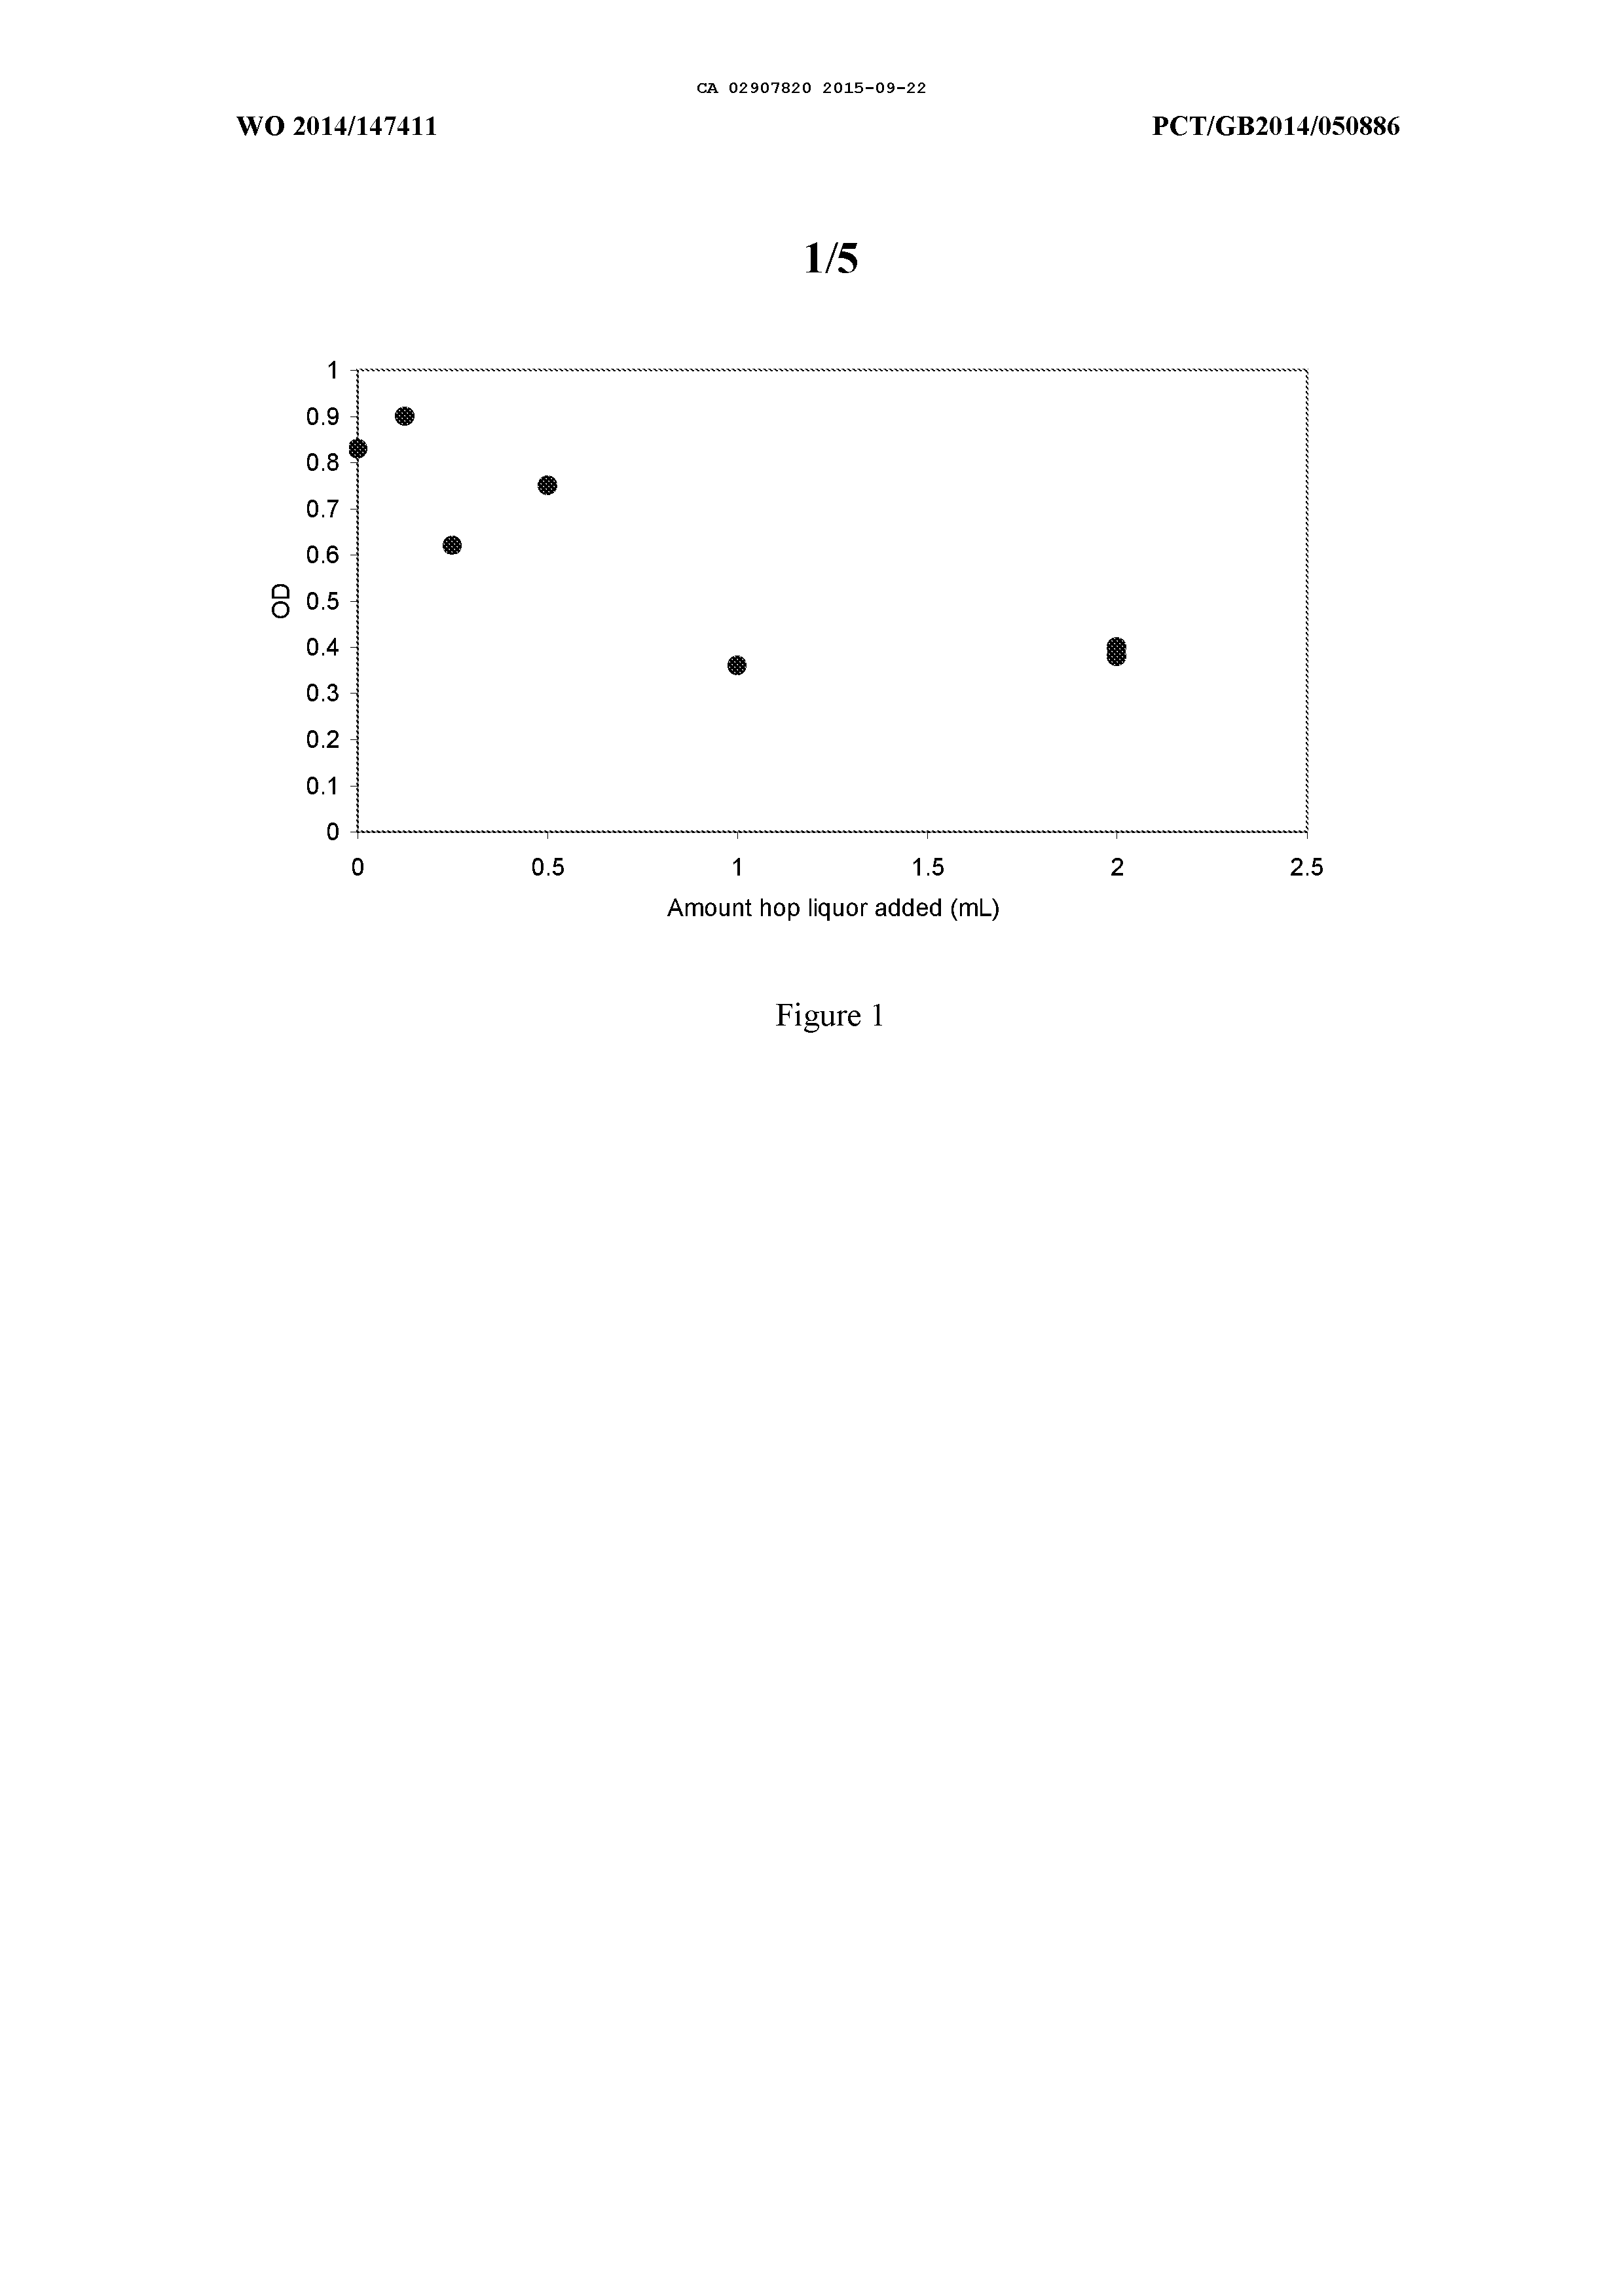 CA 02907820 2015-09-22
WO 2014/147411 PCT/GB2014/050886
1/5
1
0.9
0.8
0.7
0.6
0.5
0.4
0.3
0.2
0.1
0
OD
0 0.5 1 1.5 2 2.5
Amount hop liquor added (mL)
Figure 1